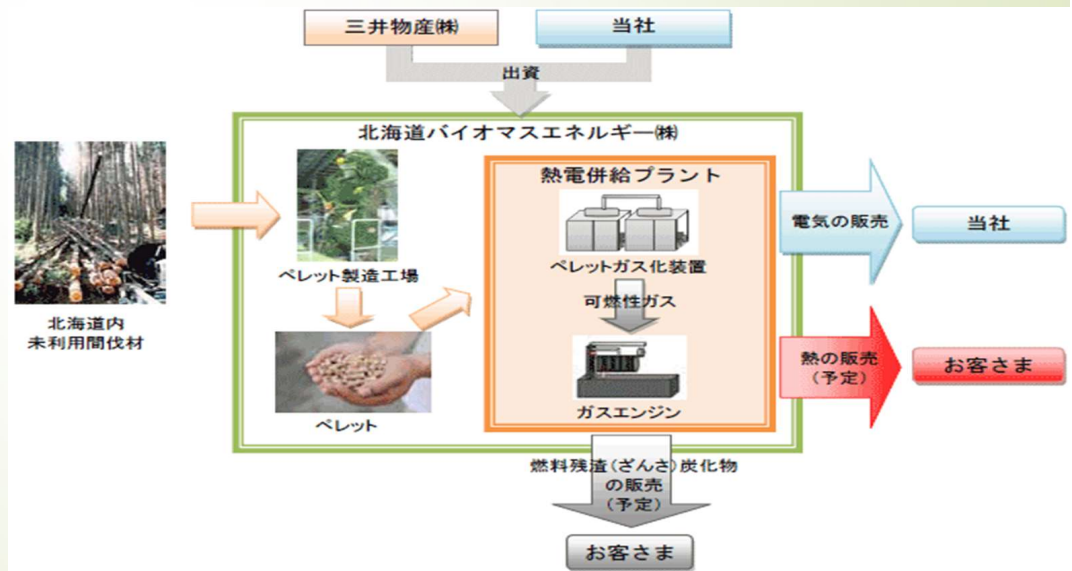 三井物産㈱
当社
出資
北海道バイオマスエネルギー㈱
北海道内
未利用間伐材
ペレット製造工場
ペレット
熱電併給プラント
ペレットガス化装置
可燃性ガス
ガスエンジン
電気の販売
当社
熱の販売
(予定)
お客さま
燃料残渣(ざんさ)炭化物
の販売
(予定)
お客さま